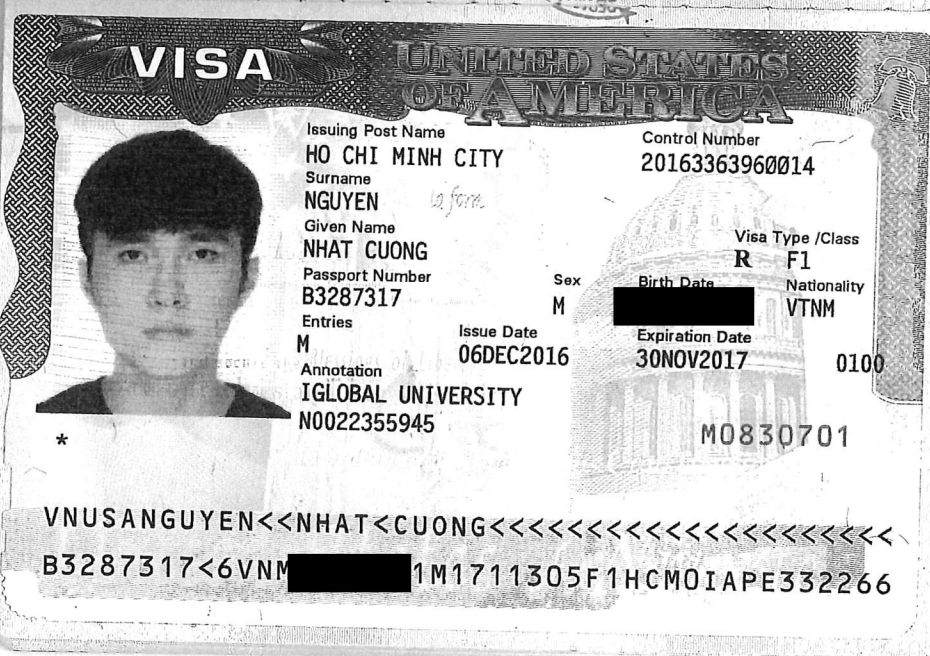 VISA
UNITED STATES
OF AMERICA
Issuing Post Name
HO CHI MINH CITY
Control Number
20163363960014
Surname
NGUYEN
Given Name
NHAT CUONG
Visa Type /Class
R F1
Passport Number
B3287317
Sex
M
Birth Date
Nationality
VTNM
Entries
M
Issue Date
06DEC2016
Expiration Date
30NOV2017
0100
Annotation
IGLOBAL UNIVERSITY
N0022355945
*
M0830701
VNUSANGUYEN<<NHAT<CUONG<<<<<<<<<<<<<<<<<<<<<
B3287317<6VNM
1M1711305F1HCM0IAPE332266